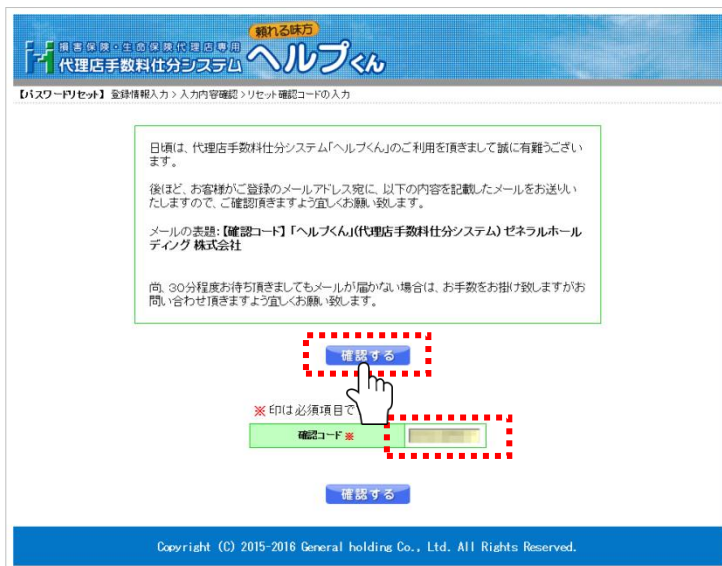 頼れる味方
損害保険・生命保険代理店専用
代理店手数料仕分システム
ヘルプくん
【パスワードリセット】 登録情報入力 > 入力内容確認 > リセット確認コードの入力
日頃は、代理店手数料仕分システム「ヘルプくん」のご利用を頂きまして誠に有難うござい
ます。
後ほど、お客様がご登録のメールアドレス宛に、以下の内容を記載したメールをお送りい
たしますので、ご確認頂きますよう宜しくお願い致します。
メールの表題:【確認コード】「ヘルプくん」(代理店手数料仕分システム) ゼネラルホール
ディング 株式会社
尚、30分程度お待ち頂きましてもメールが届かない場合は、お手数をお掛け致しますがお
問い合わせ頂きますよう宜しくお願い致します。
確認する
※ 印は必須項目で
確認コード ※
確認する
Copyright (C) 2015-2016 General holding Co., Ltd. All Rights Reserved.